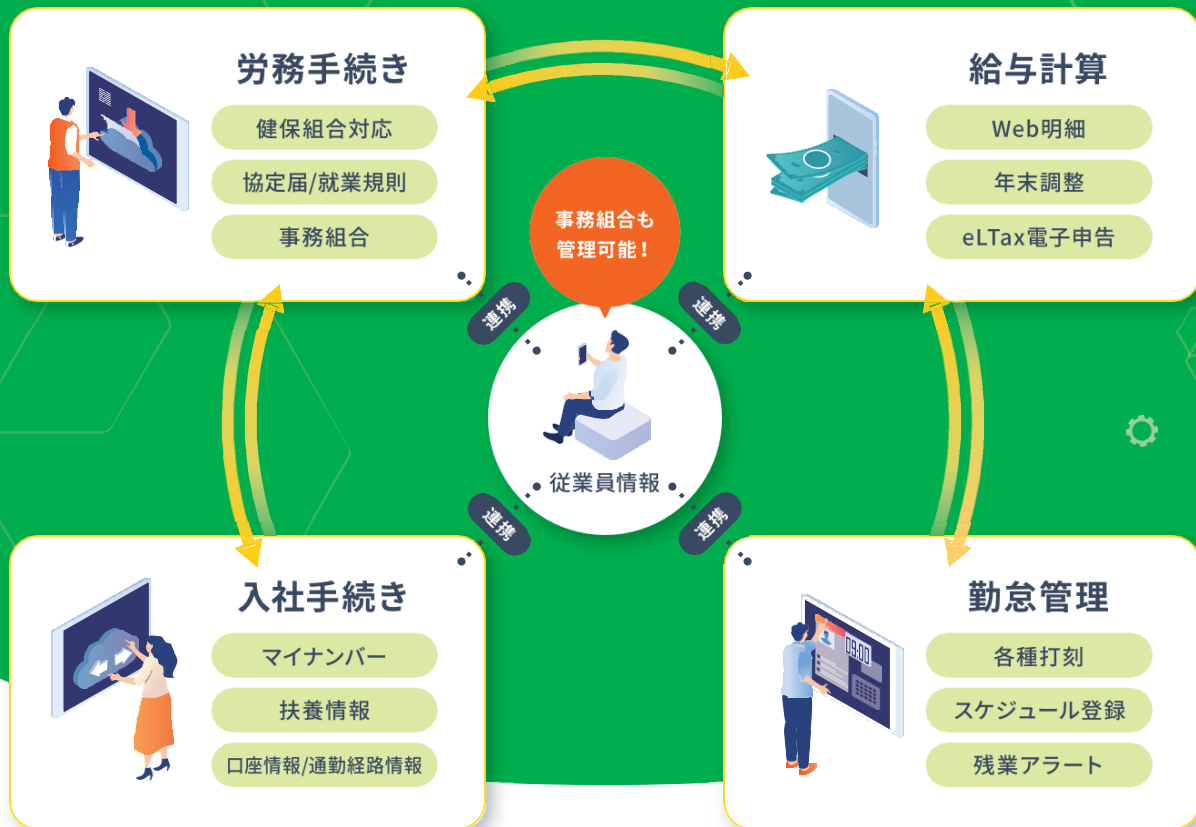 労務手続き
健保組合対応
協定届/就業規則
事務組合
給与計算
Web明細
年末調整
eLTax電子申告
事務組合も
管理可能！
連携
連携
従業員情報
連携
連携
入社手続き
マイナンバー
扶養情報
口座情報/通勤経路情報
勤怠管理
09:00
各種打刻
スケジュール登録
残業アラート